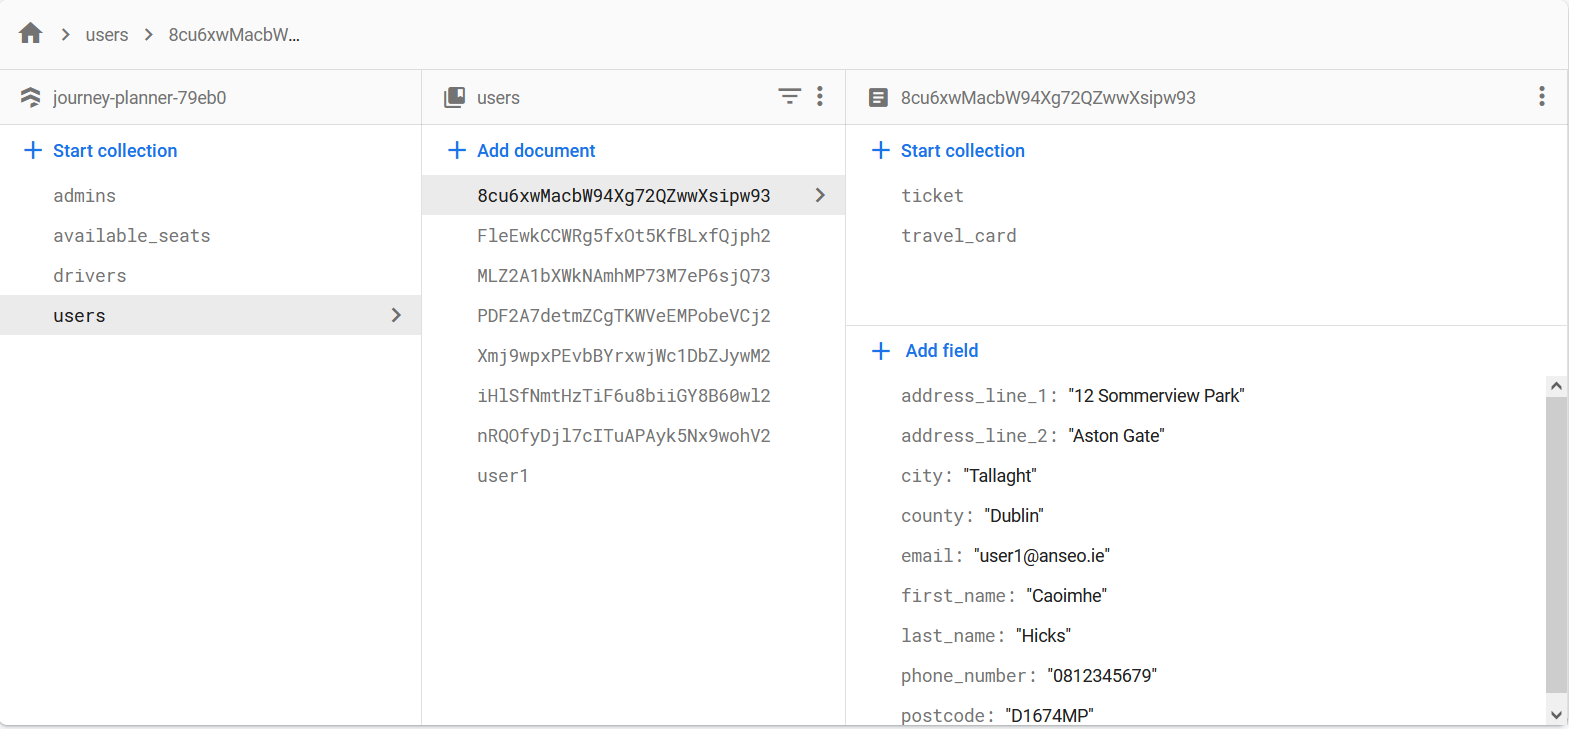 users
8cu6xwMacbW...
journey-planner-79eb0
Start collection
admins
available_seats
drivers
users
users
Add document
8cu6xwMacbW94Xg72QZwwXsipw93
FleEwkCCWRg5fxOt5KfBLxfQjph2
MLZ2A1bXWkNAmhMP73M7eP6sjQ73
PDF2A7detmZCgTKWVeEMPobeVCj2
Xmj9wpxPEvbBYrxwjWc1DbZJywM2
iHlSfNmtHzTiF6u8biiGY8B60wl2
nRQOfyDjl7cITuAPAyk5Nx9wohV2
user1
8cu6xwMacbW94Xg72QZwwXsipw93
Start collection
ticket
travel_card
Add field
address_line_1: "12 Sommerview Park"
address_line_2: "Aston Gate"
city: "Tallaght"
county: "Dublin"
email: "user1@anseo.ie"
first_name: "Caoimhe"
last_name: "Hicks"
phone_number: "0812345679"
postcode: "D1674MP"